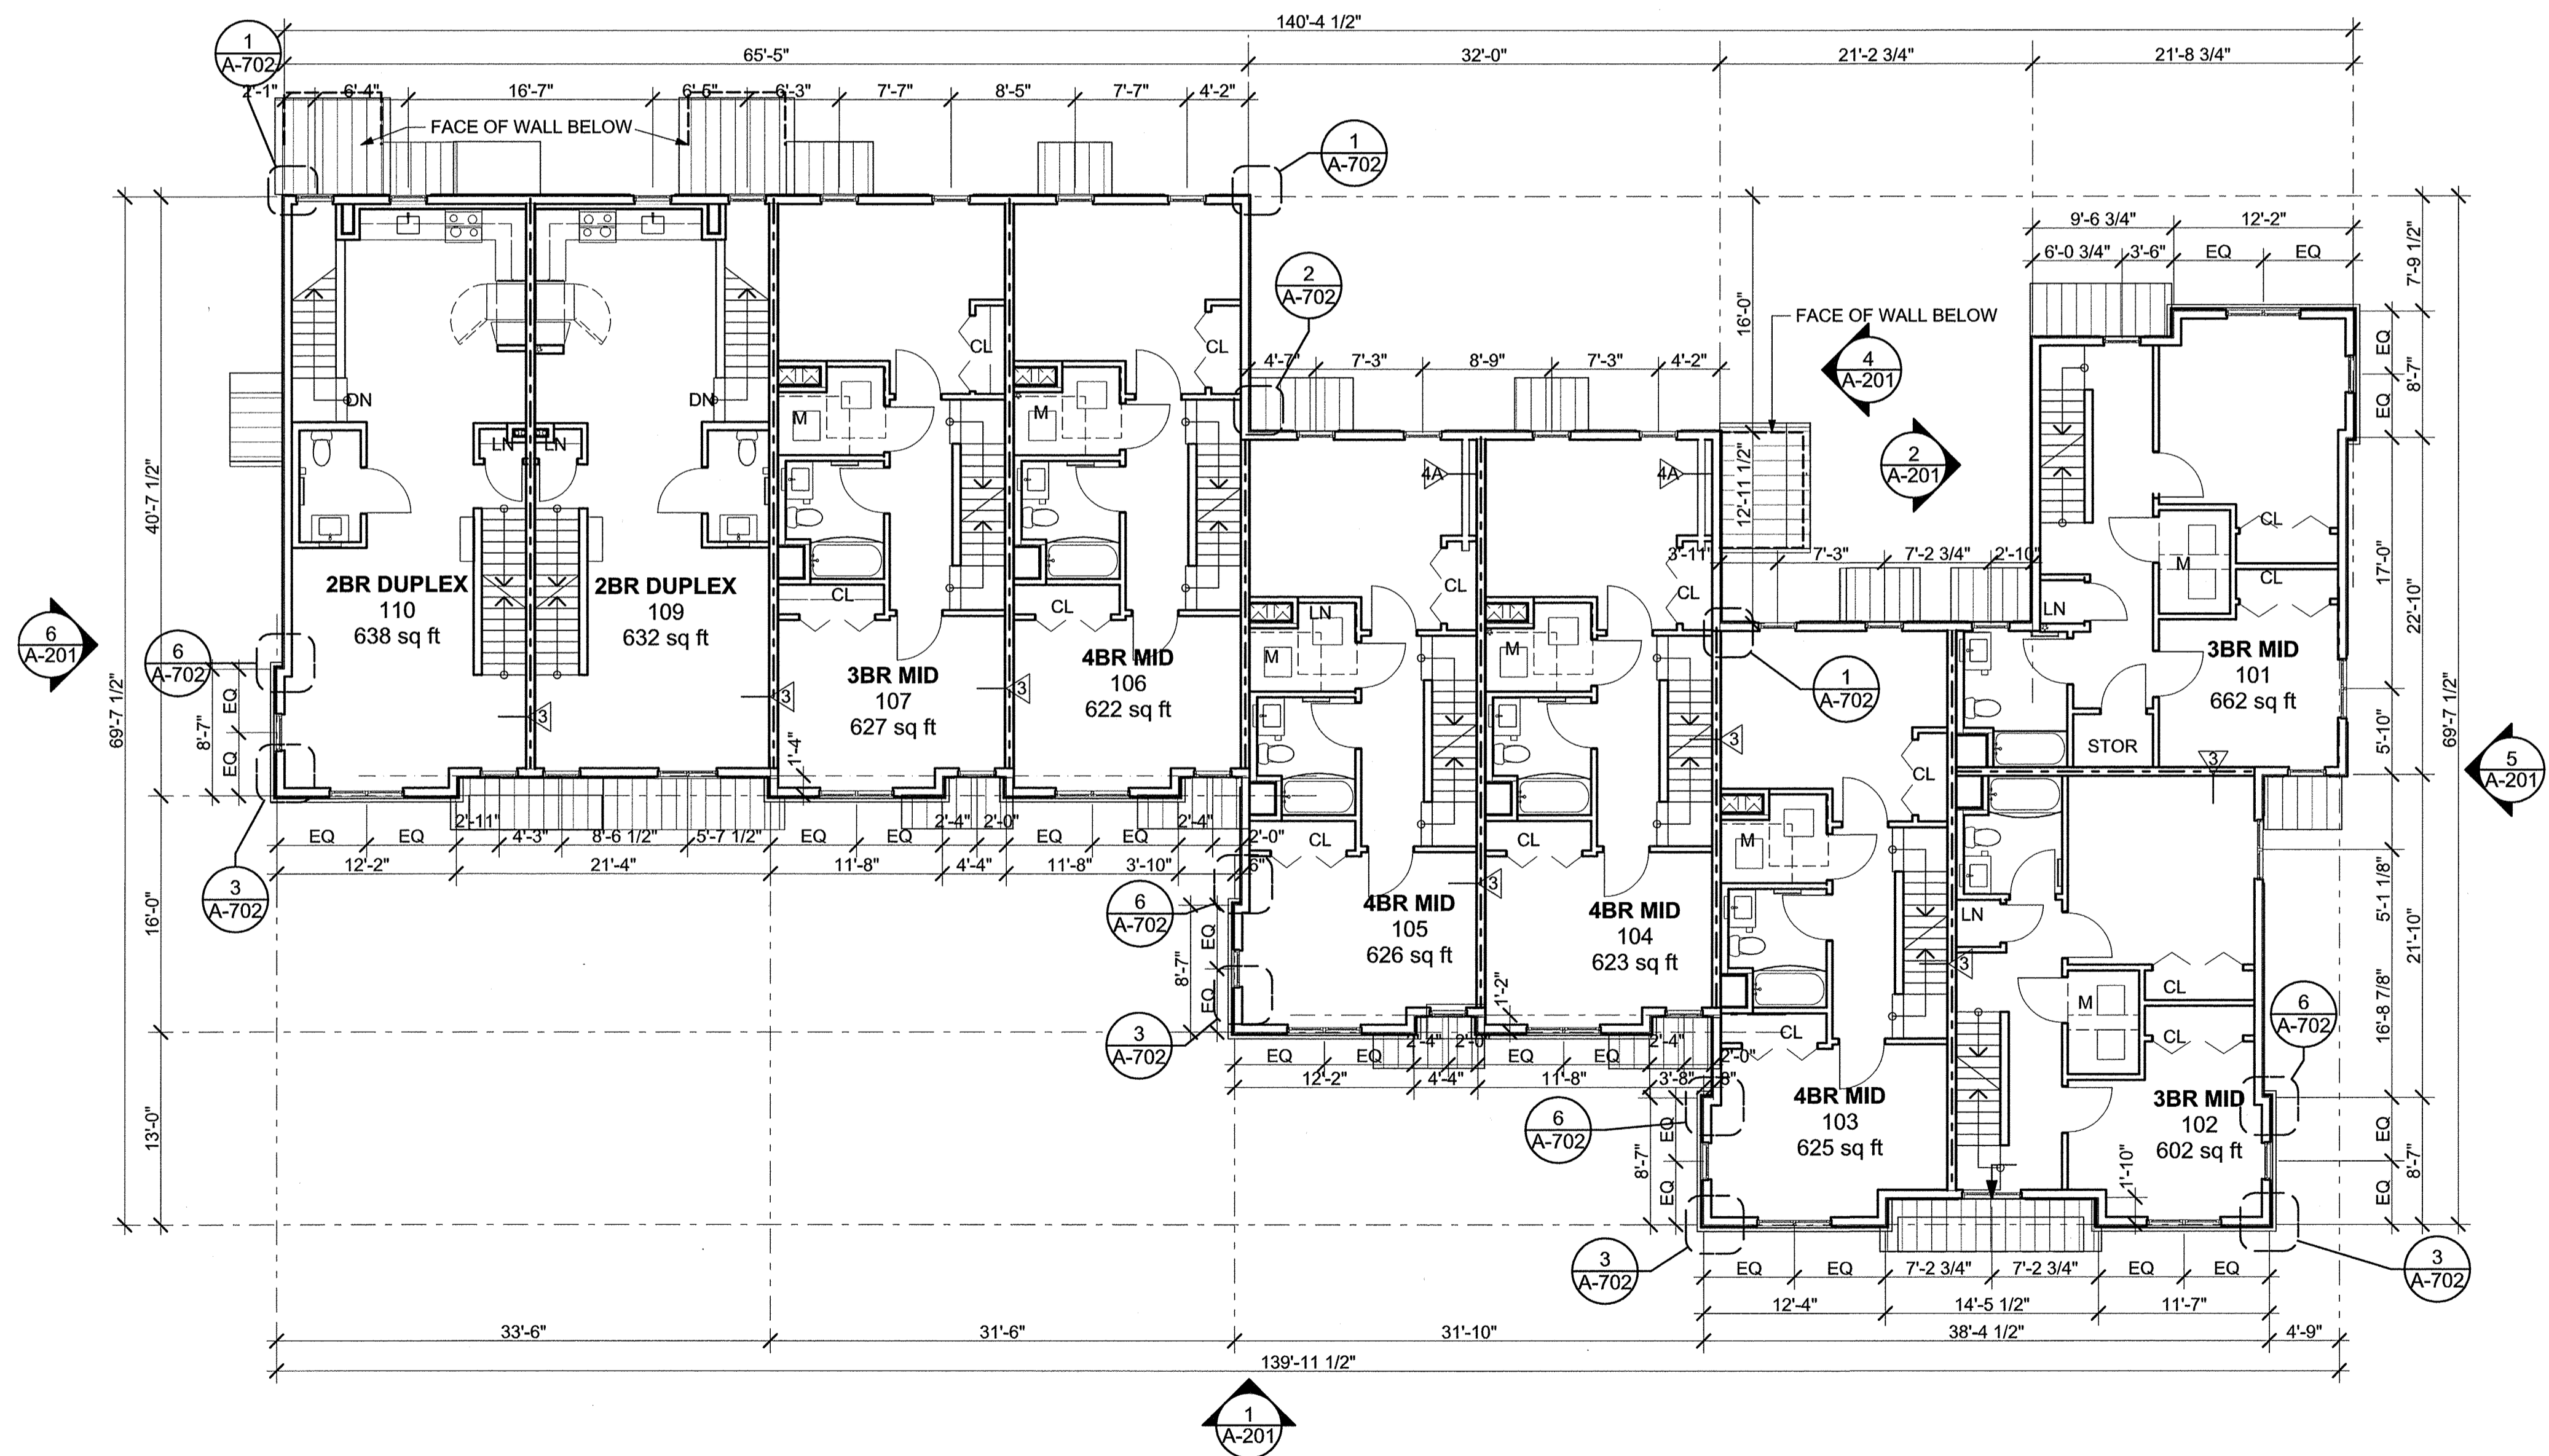 140'-4 1/2"
65'-5"
32'-0"
21'-2 3/4"
21'-8 3/4"
1
A-702
2'-1"
6'-4"
16'-7"
6'-5"
6'-3"
7'-7"
8'-5"
7'-7"
4'-2"
FACE OF WALL BELOW
1
A-702
9'-6 3/4"
12'-2"
6'-0 3/4"
3'-6"
EQ
EQ
7'-9 1/2"
2
A-702
16'-0"
FACE OF WALL BELOW
4
A-201
4'-7"
7'-3"
8'-9"
7'-3"
4'-2"
EQ
EQ
8'-7"
CL
CL
DN
DN
M
M
LN
LN
4A
4A
2
A-201
12'-11 1/2"
40'-7 1/2"
3'-11"
7'-3"
7'-2 3/4"
2'-10"
CL
M
CL
17'-0"
22'-10"
LN
2BR DUPLEX
110
638 sq ft
2BR DUPLEX
109
632 sq ft
CL
CL
CL
CL
LN
M
M
6
A-201
6
A-702
3BR MID
107
627 sq ft
4BR MID
106
622 sq ft
1
A-702
3BR MID
101
662 sq ft
STOR
69'-7 1/2"
8'-7"
EQ
EQ
3
3
3
3
3
1'-4"
5'-10"
69'-7 1/2"
5
A-201
CL
M
2'-11"
4'-3"
8'-6 1/2"
5'-7 1/2"
EQ
EQ
EQ
EQ
2'-4"
2'-0"
EQ
EQ
2'-4"
2'-0"
12'-2"
21'-4"
11'-8"
4'-4"
11'-8"
3'-10"
6"
CL
CL
3
A-702
6
A-702
3
16'-0"
8'-7"
EQ
EQ
4BR MID
105
626 sq ft
4BR MID
104
623 sq ft
LN
3
5'-1 1/8"
21'-10"
16'-8 7/8"
CL
M
CL
6
A-702
1'-2"
3
A-702
CL
EQ
EQ
2'-4"
2'-0"
EQ
EQ
2'-4"
2'-0"
12'-2"
4'-4"
11'-8"
3'-8"
8"
13'-0"
6
A-702
4BR MID
103
625 sq ft
3BR MID
102
602 sq ft
1'-10"
8'-7"
EQ
EQ
EQ
EQ
8'-7"
3
A-702
EQ
EQ
7'-2 3/4"
7'-2 3/4"
EQ
EQ
3
A-702
12'-4"
14'-5 1/2"
11'-7"
33'-6"
31'-6"
31'-10"
38'-4 1/2"
4'-9"
139'-11 1/2"
1
A-201